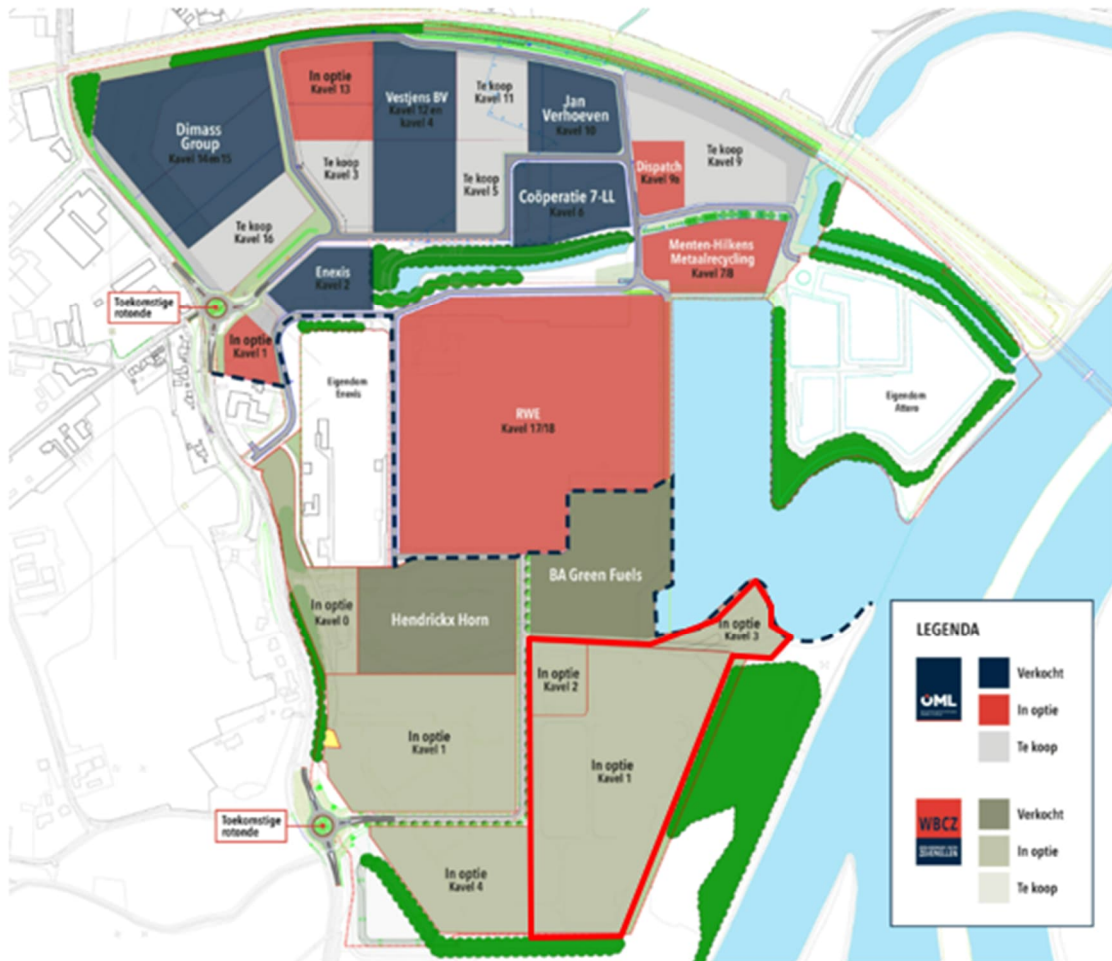 In optie
Kavel 13
Vestjens BV
Kavel 12 en
kavel 4
Te koop
Kavel 11
Jan
Verhoeven
Kavel 10
Dimass
Group
Kavel 14 en 15
Te koop
Kavel 3
Te koop
Kavel 5
Dispatch
Kavel 9a
Te koop
Kavel 9
Coöperatie 7-LL
Kavel 6
Te koop
Kavel 16
Enexis
Kavel 2
Menten-Hilkens
Metaalrecycling
Kavel 7/8
Toekomstige
rotonde
In optie
Kavel 1
Eigendom
Enexis
RWE
Kavel 17/18
Eigendom
Attero
BA Green Fuels
In optie
Kavel 0
Hendrickx Horn
In optie
Kavel 3
In optie
Kavel 2
In optie
Kavel 1
In optie
Kavel 1
Toekomstige
rotonde
In optie
Kavel 4
LEGENDA
OML
Verkocht
In optie
Te koop
WBCZ
Verkocht
In optie
Te koop